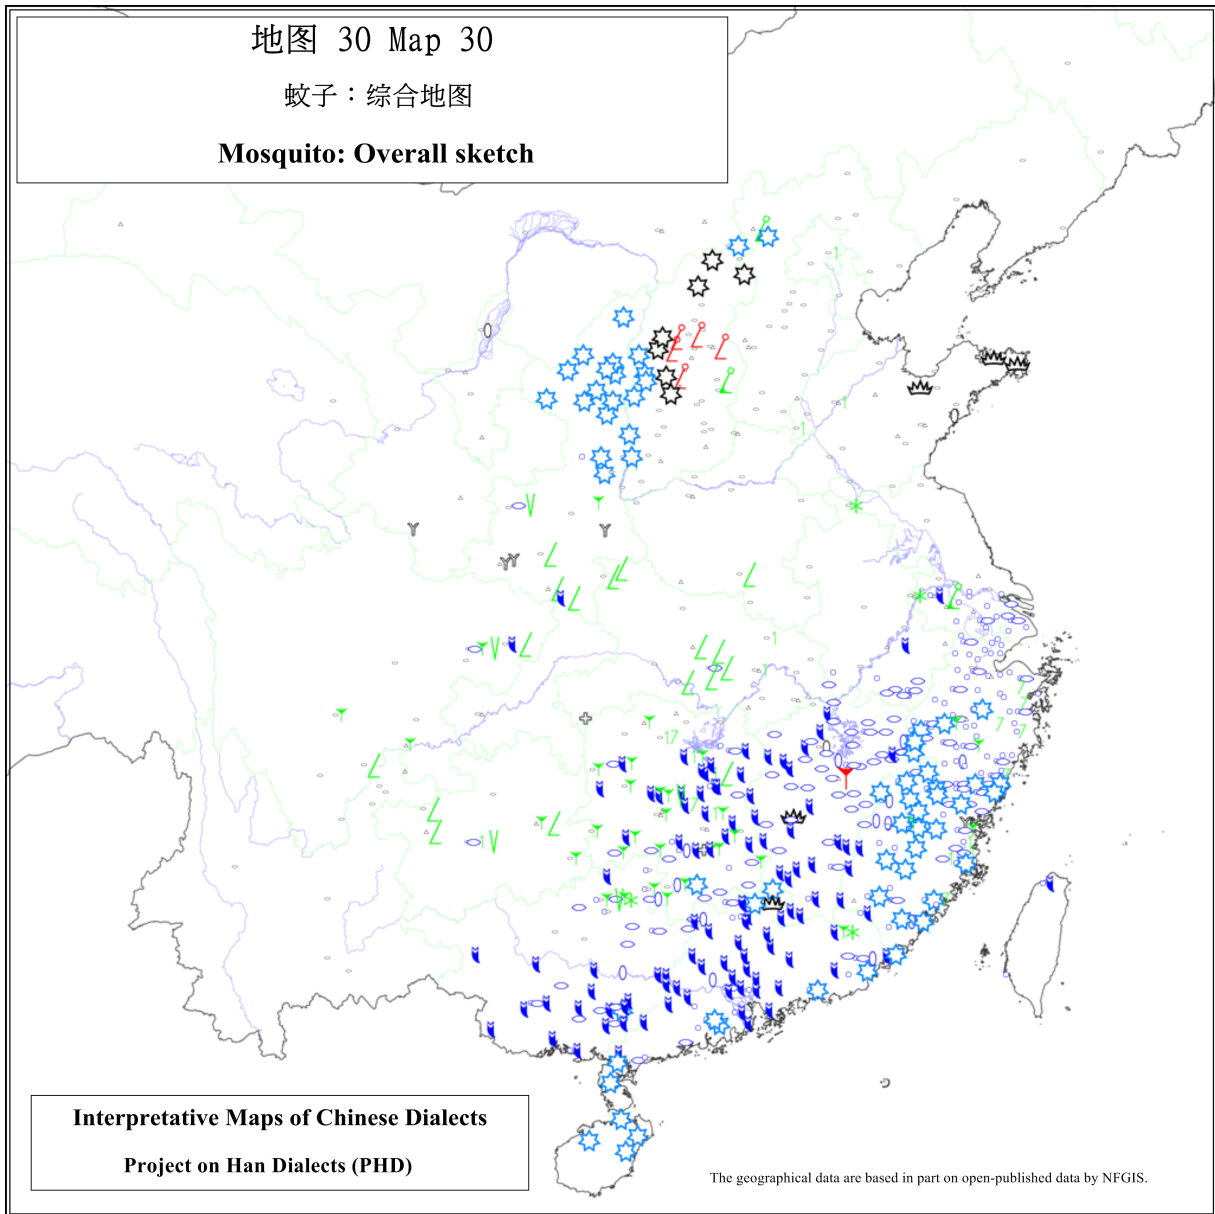 地图 30 Map 30
蚊子：综合地图
Mosquito: Overall sketch
Interpretative Maps of Chinese Dialects
Project on Han Dialects (PHD)
The geographical data are based in part on open-published data by NFGIS.